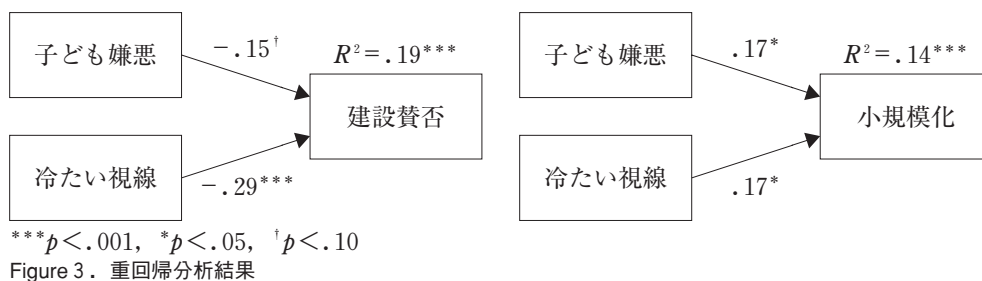 子ども嫌悪
-.15†
R²=.19***
建設賛否
冷たい視線
-.29***
子ども嫌悪
.17*
R²=.14***
小規模化
冷たい視線
.17*
***p<.001, *p<.05, †p<.10
Figure 3. 重回帰分析結果